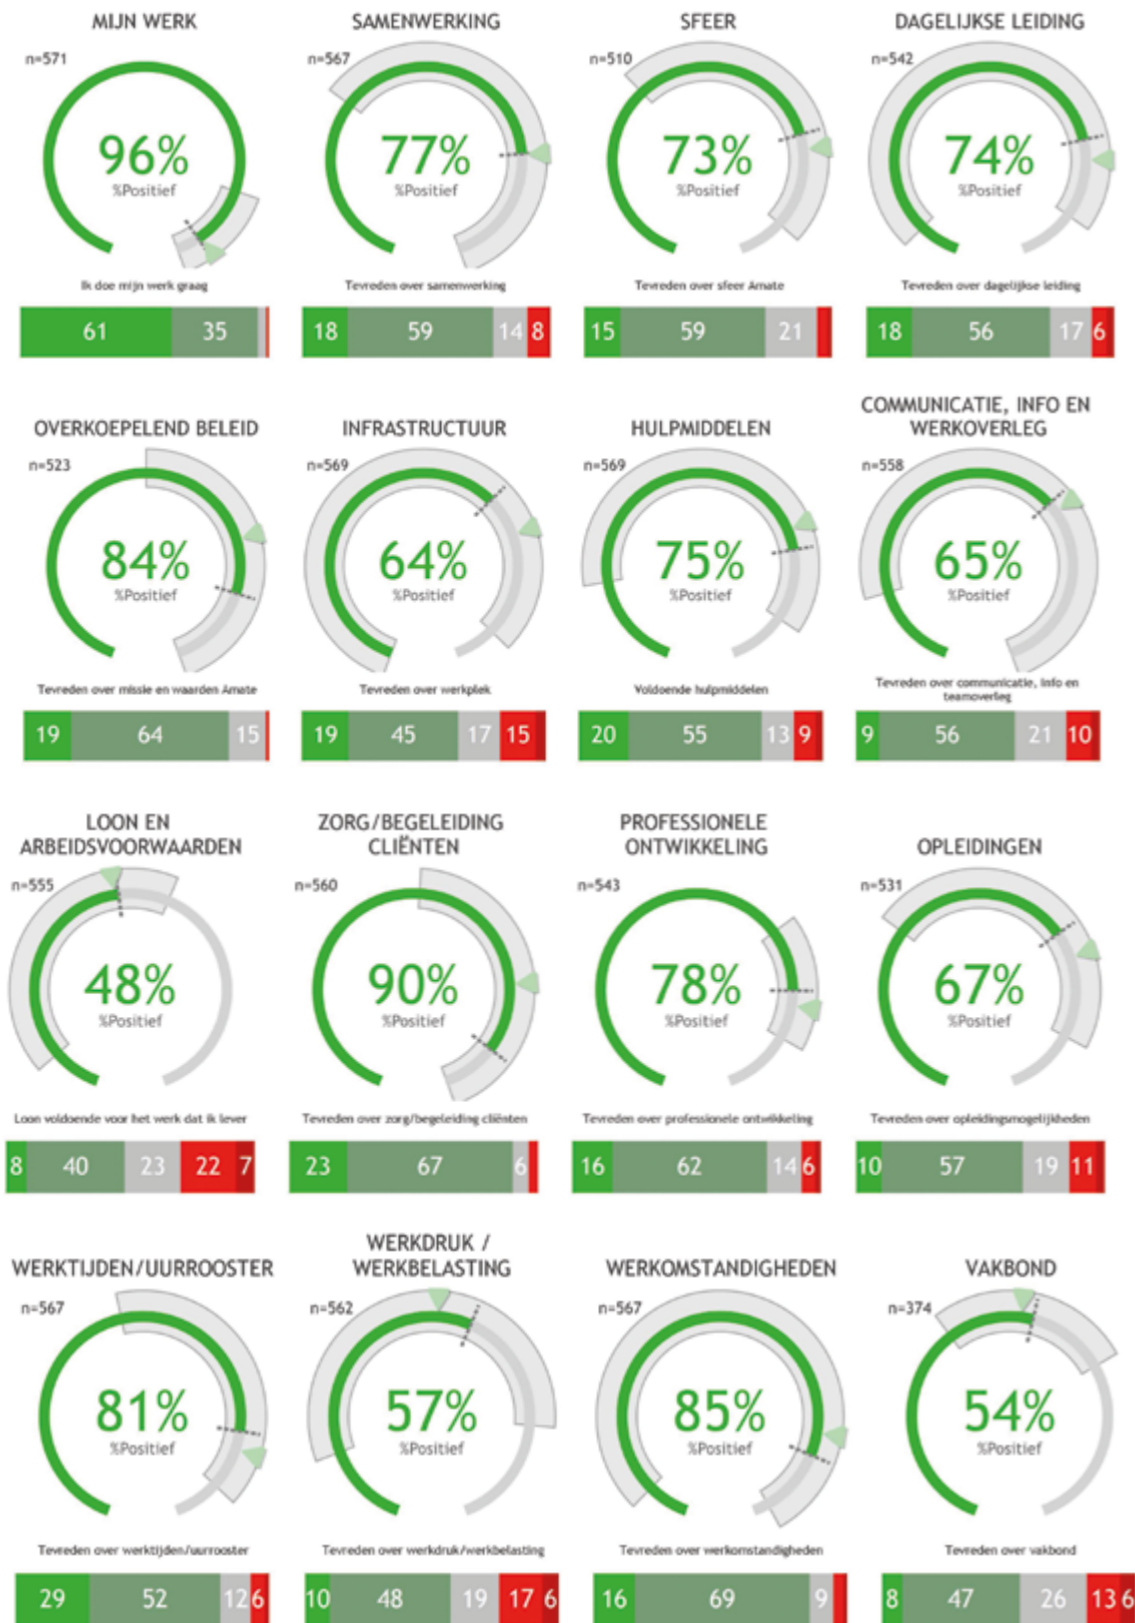 MIJN WERK
n=571
96%
%Positief
Ik doe mijn werk graag
61 35
SAMENWERKING
n=567
77%
%Positief
Tevreden over samenwerking
18 59 14 8
SFEER
n=510
73%
%Positief
Tevreden over sfeer Amate
15 59 21
DAGELIJKSE LEIDING
n=542
74%
%Positief
Tevreden over dagelijkse leiding
18 56 17 6
OVERKOEPELEND BELEID
n=523
84%
%Positief
Tevreden over missie en waarden Amate
19 64 15
INFRASTRUCTUUR
n=569
64%
%Positief
Tevreden over werkplek
19 45 17 15
HULPMIDDELEN
n=569
75%
%Positief
Voldoende hulpmiddelen
20 55 13 9
COMMUNICATIE, INFO EN
WERKOVERLEG
n=558
65%
%Positief
Tevreden over communicatie, info en
teamoverleg
9 56 21 10
LOON EN
ARBEIDSVOORWAARDEN
n=555
48%
%Positief
Loon voldoende voor het werk dat ik lever
8 40 23 22 7
ZORG/BEGELEIDING
CLIËNTEN
n=560
90%
%Positief
Tevreden over zorg/begeleiding cliënten
23 67 6
PROFESSIONELE
ONTWIKKELING
n=543
78%
%Positief
Tevreden over professionele ontwikkeling
16 62 14 6
OPLEIDINGEN
n=531
67%
%Positief
Tevreden over opleidingsmogelijkheden
10 57 19 11
WERKTIJDEN/UURROOSTER
n=567
81%
%Positief
Tevreden over werktijden/uurrooster
29 52 12 6
WERKDRUK /
WERKBELASTING
n=562
57%
%Positief
Tevreden over werkdruk/werkbelasting
10 48 19 17 6
WERKOMSTANDIGHEDEN
n=567
85%
%Positief
Tevreden over werkomstandigheden
16 69 9
VAKBOND
n=374
54%
%Positief
Tevreden over vakbond
8 47 26 13 6